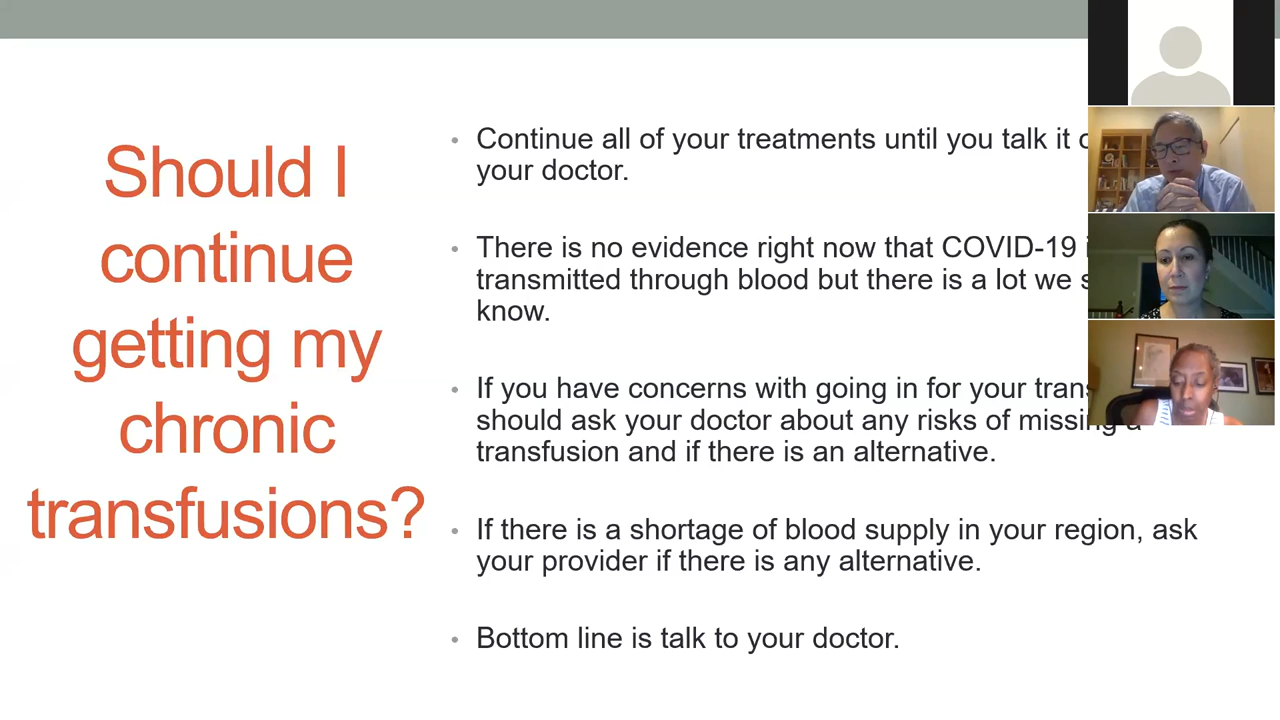 Should I
continue
getting my
chronic
transfusions?
• Continue all of your treatments until you talk it
your doctor.
• There is no evidence right now that COVID-19
transmitted through blood but there is a lot we
know.
• If you have concerns with going in for your
should ask your doctor about any risks of missing a
transfusion and if there is an alternative.
• If there is a shortage of blood supply in your region, ask
your provider if there is any alternative.
• Bottom line is talk to your doctor.